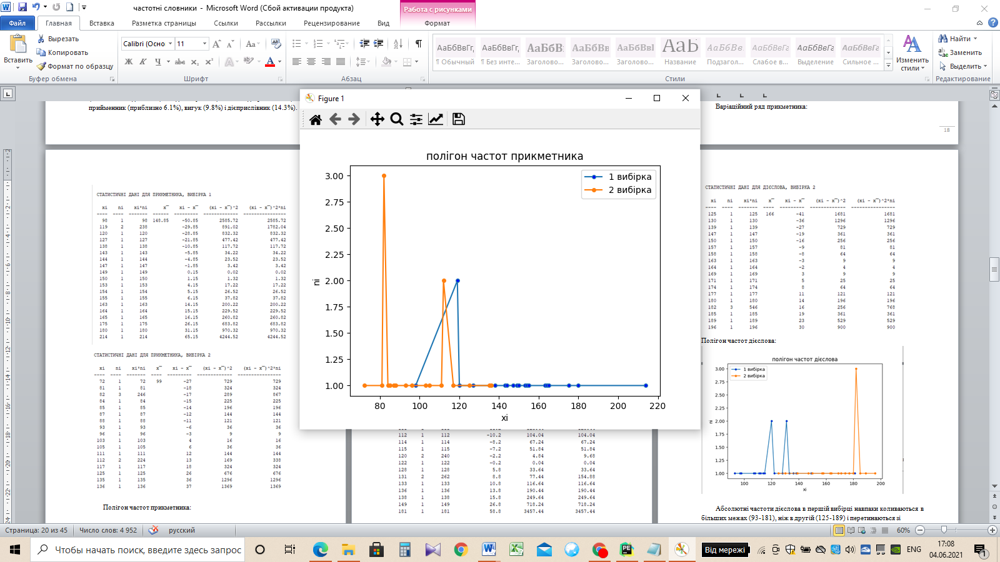 частотні словники - Microsoft Word (Сбой активации продукта)
Работа с рисунками
Файл Главная Вставка Разметка страницы Ссылки Рассылки Рецензирование Вид Формат
Вставить
Вырезать
Копировать
Формат по образцу
Буфер обмена
Calibri (Осно 11
Шрифт
Абзац
АаБбВвГг, АаБбВвГг, АаБбВ: АаБбВв АаБбВвІ АаБ АаБбВв. АаБбВвГг АаБбВвГг АаБбВвГг
¶ Обычный ¶ Без инте... Заголово... Заголово... Заголово... Название Подзагол... Слабое в... Выделение Сильное ...
Стили
Изменить стили
Найти
Заменить
Выделить
Редактирование
прийменник (приблизно 6.1%), вигук (9.8%) і дієприслівник (14.3%).
Варіаційний ряд прикметника:
18
СТАТИСТИЧНІ ДАНІ ДЛЯ ПРИКМЕТНИКА, ВИБІРКА 1
xi ni xi*ni x¯ xi - x¯ (xi - x¯)^2 (xi - x¯)^2*ni
98 1 98 148.85 -50.85 2585.72 2585.72
119 2 238 -29.85 891.02 1782.04
120 1 120 -28.85 832.32 832.32
127 1 127 -21.85 477.42 477.42
138 1 138 -10.85 117.72 117.72
143 1 143 -5.85 34.22 34.22
144 1 144 -4.85 23.52 23.52
147 1 147 -1.85 3.42 3.42
149 1 149 0.15 0.02 0.02
150 1 150 1.15 1.32 1.32
153 1 153 4.15 17.22 17.22
154 1 154 5.15 26.52 26.52
155 1 155 6.15 37.82 37.82
163 1 163 14.15 200.22 200.22
164 1 164 15.15 229.52 229.52
165 1 165 16.15 260.82 260.82
175 1 175 26.15 683.82 683.82
180 1 180 31.15 970.32 970.32
214 1 214 65.15 4244.52 4244.52
СТАТИСТИЧНІ ДАНІ ДЛЯ ПРИКМЕТНИКА, ВИБІРКА 2
xi ni xi*ni x¯ xi - x¯ (xi - x¯)^2 (xi - x¯)^2*ni
72 1 72 99 -27 729 729
81 1 81 -18 324 324
82 3 246 -17 289 867
84 1 84 -15 225 225
85 1 85 -14 196 196
87 1 87 -12 144 144
88 1 88 -11 121 121
93 1 93 -6 36 36
96 1 96 -3 9 9
103 1 103 4 16 16
105 1 105 6 36 36
111 1 111 12 144 144
112 2 224 13 169 338
117 1 117 18 324 324
125 1 125 26 676 676
135 1 135 36 1296 1296
136 1 136 37 1369 1369
Полігон частот прикметника:
Figure 1
полігон частот прикметника
1 вибірка
2 вибірка
3.00
2.75
2.50
2.25
2.00
1.75
1.50
1.25
1.00
ni
80 100 120 140 160 180 200 220
xi
112 1 112 -10.2 104.04 104.04
114 1 114 -8.2 67.24 67.24
115 1 115 -7.2 51.84 51.84
120 2 240 -2.2 4.84 9.68
122 1 122 -0.2 0.04 0.04
128 1 128 5.8 33.64 33.64
131 2 262 8.8 77.44 154.88
133 1 133 10.8 116.64 116.64
136 1 136 13.8 190.44 190.44
138 1 138 15.8 249.64 249.64
149 1 149 26.8 718.24 718.24
181 1 181 58.8 3457.44 3457.44
СТАТИСТИЧНІ ДАНІ ДЛЯ ДІЄСЛОВА, ВИБІРКА 2
xi ni xi*ni x¯ xi - x¯ (xi - x¯)^2 (xi - x¯)^2*ni
125 1 125 166 -41 1681 1681
130 1 130 -36 1296 1296
139 1 139 -27 729 729
147 1 147 -19 361 361
150 1 150 -16 256 256
157 1 157 -9 81 81
158 1 158 -8 64 64
163 1 163 -3 9 9
164 1 164 -2 4 4
169 1 169 3 9 9
171 1 171 5 25 25
174 1 174 8 64 64
177 1 177 11 121 121
180 1 180 14 196 196
182 3 546 16 256 768
185 1 185 19 361 361
189 1 189 23 529 529
196 1 196 30 900 900
Полігон частот дієслова:
полігон частот дієслова
1 вибірка
2 вибірка
3.00
2.75
2.50
2.25
2.00
1.75
1.50
1.25
1.00
ni
100 120 140 160 180 200
xi
Абсолютні частоти дієслова в першій вибірці навпаки коливаються в
більших межах (93-181), ніж в другій (125-189) і перетинаються зі
Страница: 20 из 45 Число слов: 4 952 русский 60%
Чтобы начать поиск, введите здесь запрос
Від мережі
ENG
17:08
04.06.2021
1